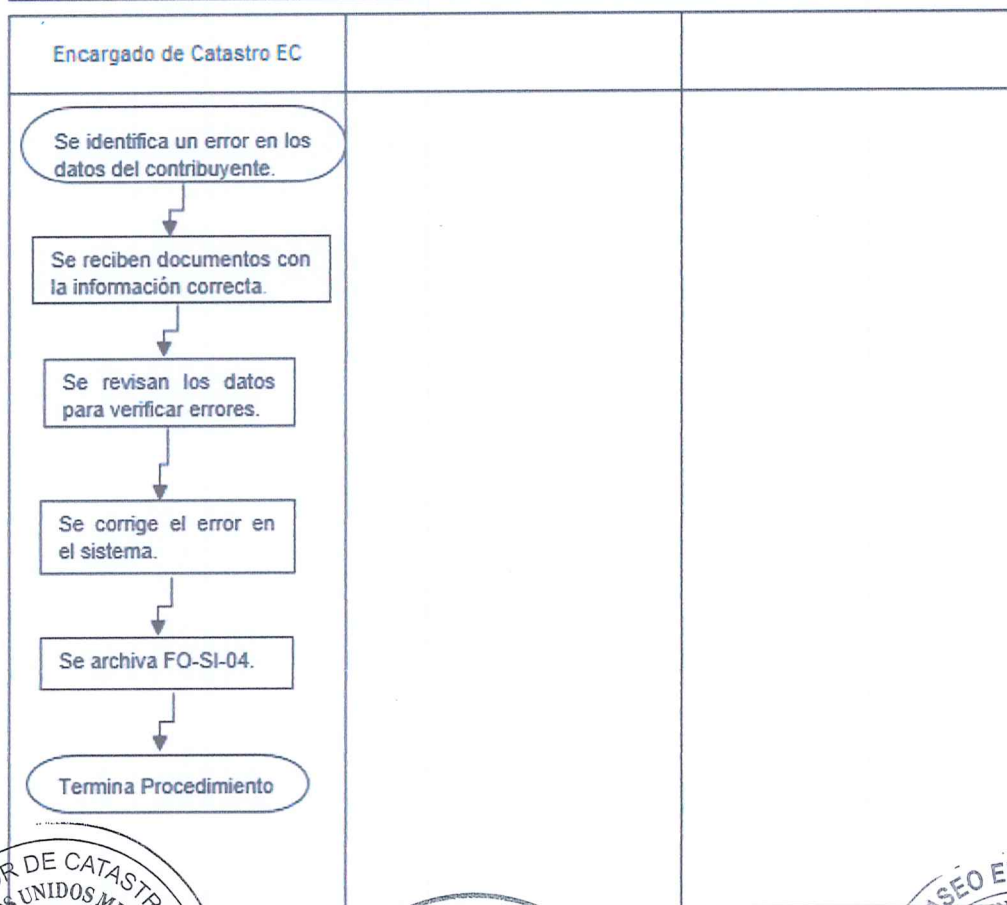 Encargado de Catastro EC
Se identifica un error en los
datos del contribuyente.
Se reciben documentos con
la información correcta.
Se revisan los datos
para verificar errores.
Se corrige el error en
el sistema.
Se archiva FO-SI-04.
Termina Procedimiento
DE CATAST
UNIDOS M
ASEO E